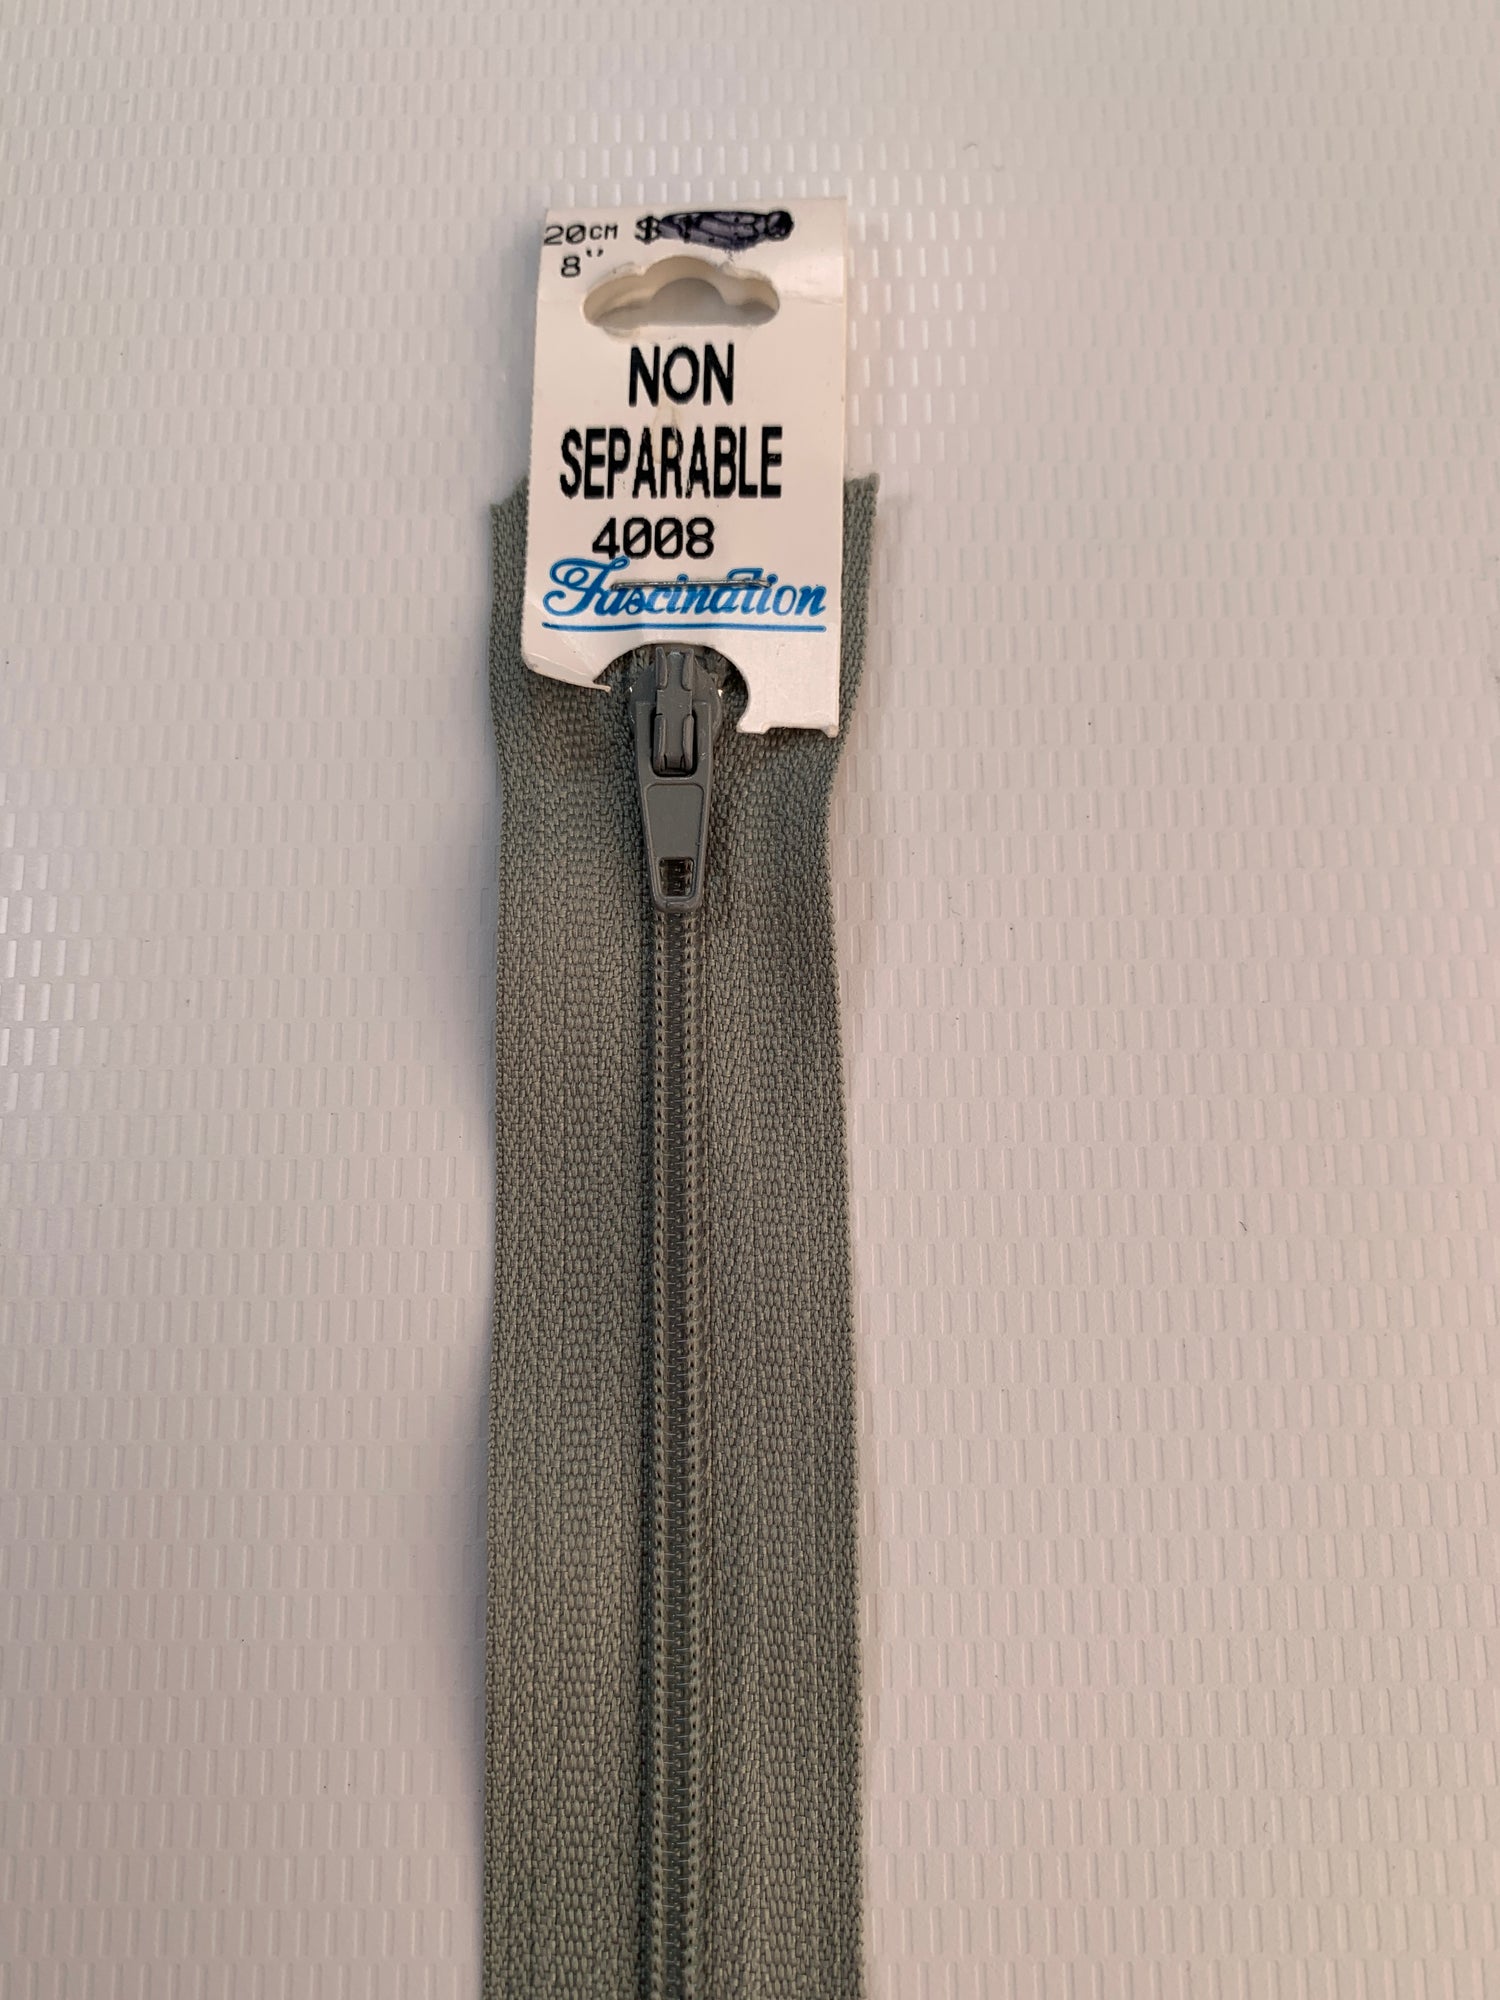 20CM $
8"
NON
SEPARABLE
4008
Fascination